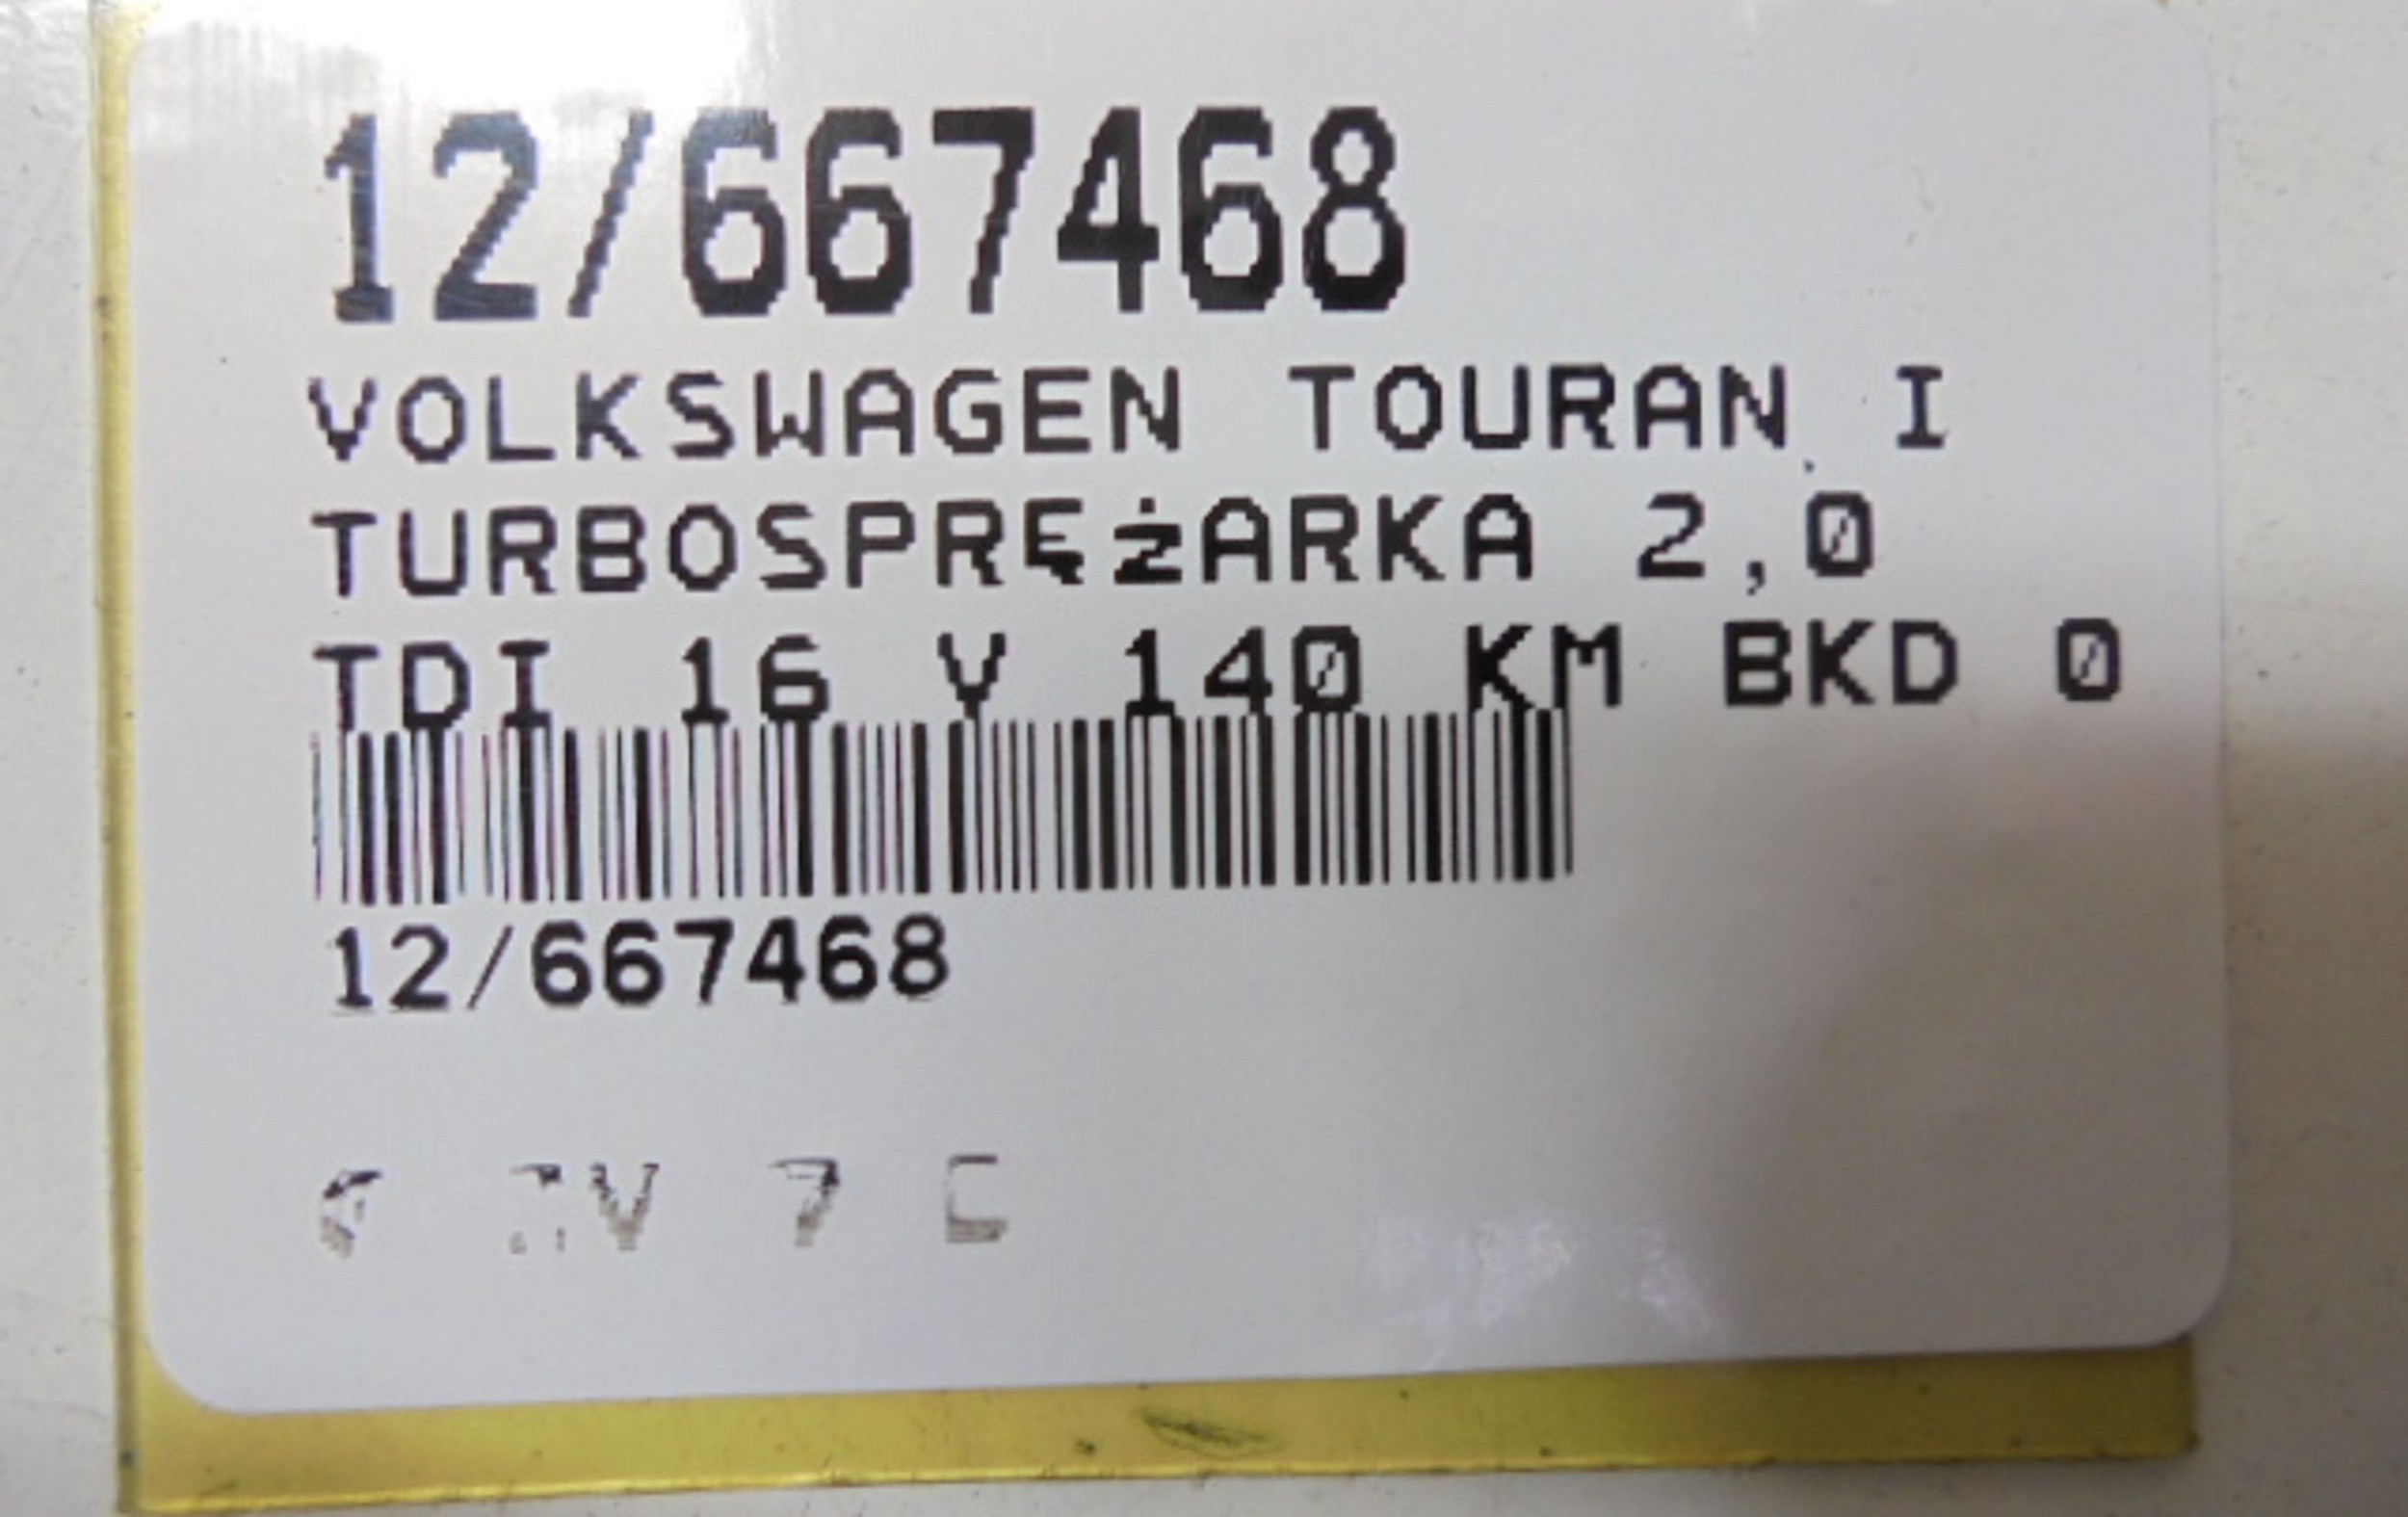 12/667468
VOLKSWAGEN TOURAN I
TURBOSPRĘŻARKA 2,0
TDI 16 V 140 KM BKD 0
12/667468